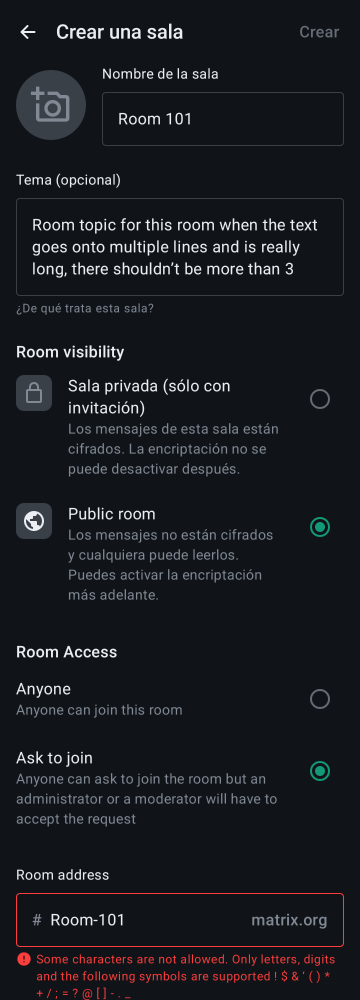 Crear una sala
Crear
Nombre de la sala
Room 101
Tema (opcional)
Room topic for this room when the text
goes onto multiple lines and is really
long, there shouldn’t be more than 3
¿De qué trata esta sala?
Room visibility
Sala privada (sólo con
invitación)
Los mensajes de esta sala están
cifrados. La encriptación no se
puede desactivar después.
Public room
Los mensajes no están cifrados
y cualquiera puede leerlos.
Puedes activar la encriptación
más adelante.
Room Access
Anyone
Anyone can join this room
Ask to join
Anyone can ask to join the room but an
administrator or a moderator will have to
accept the request
Room address
# Room-101 matrix.org
Some characters are not allowed. Only letters, digits
and the following symbols are supported ! $ & ‘ ( ) *
+ / ; = ? @ [ ] - . _